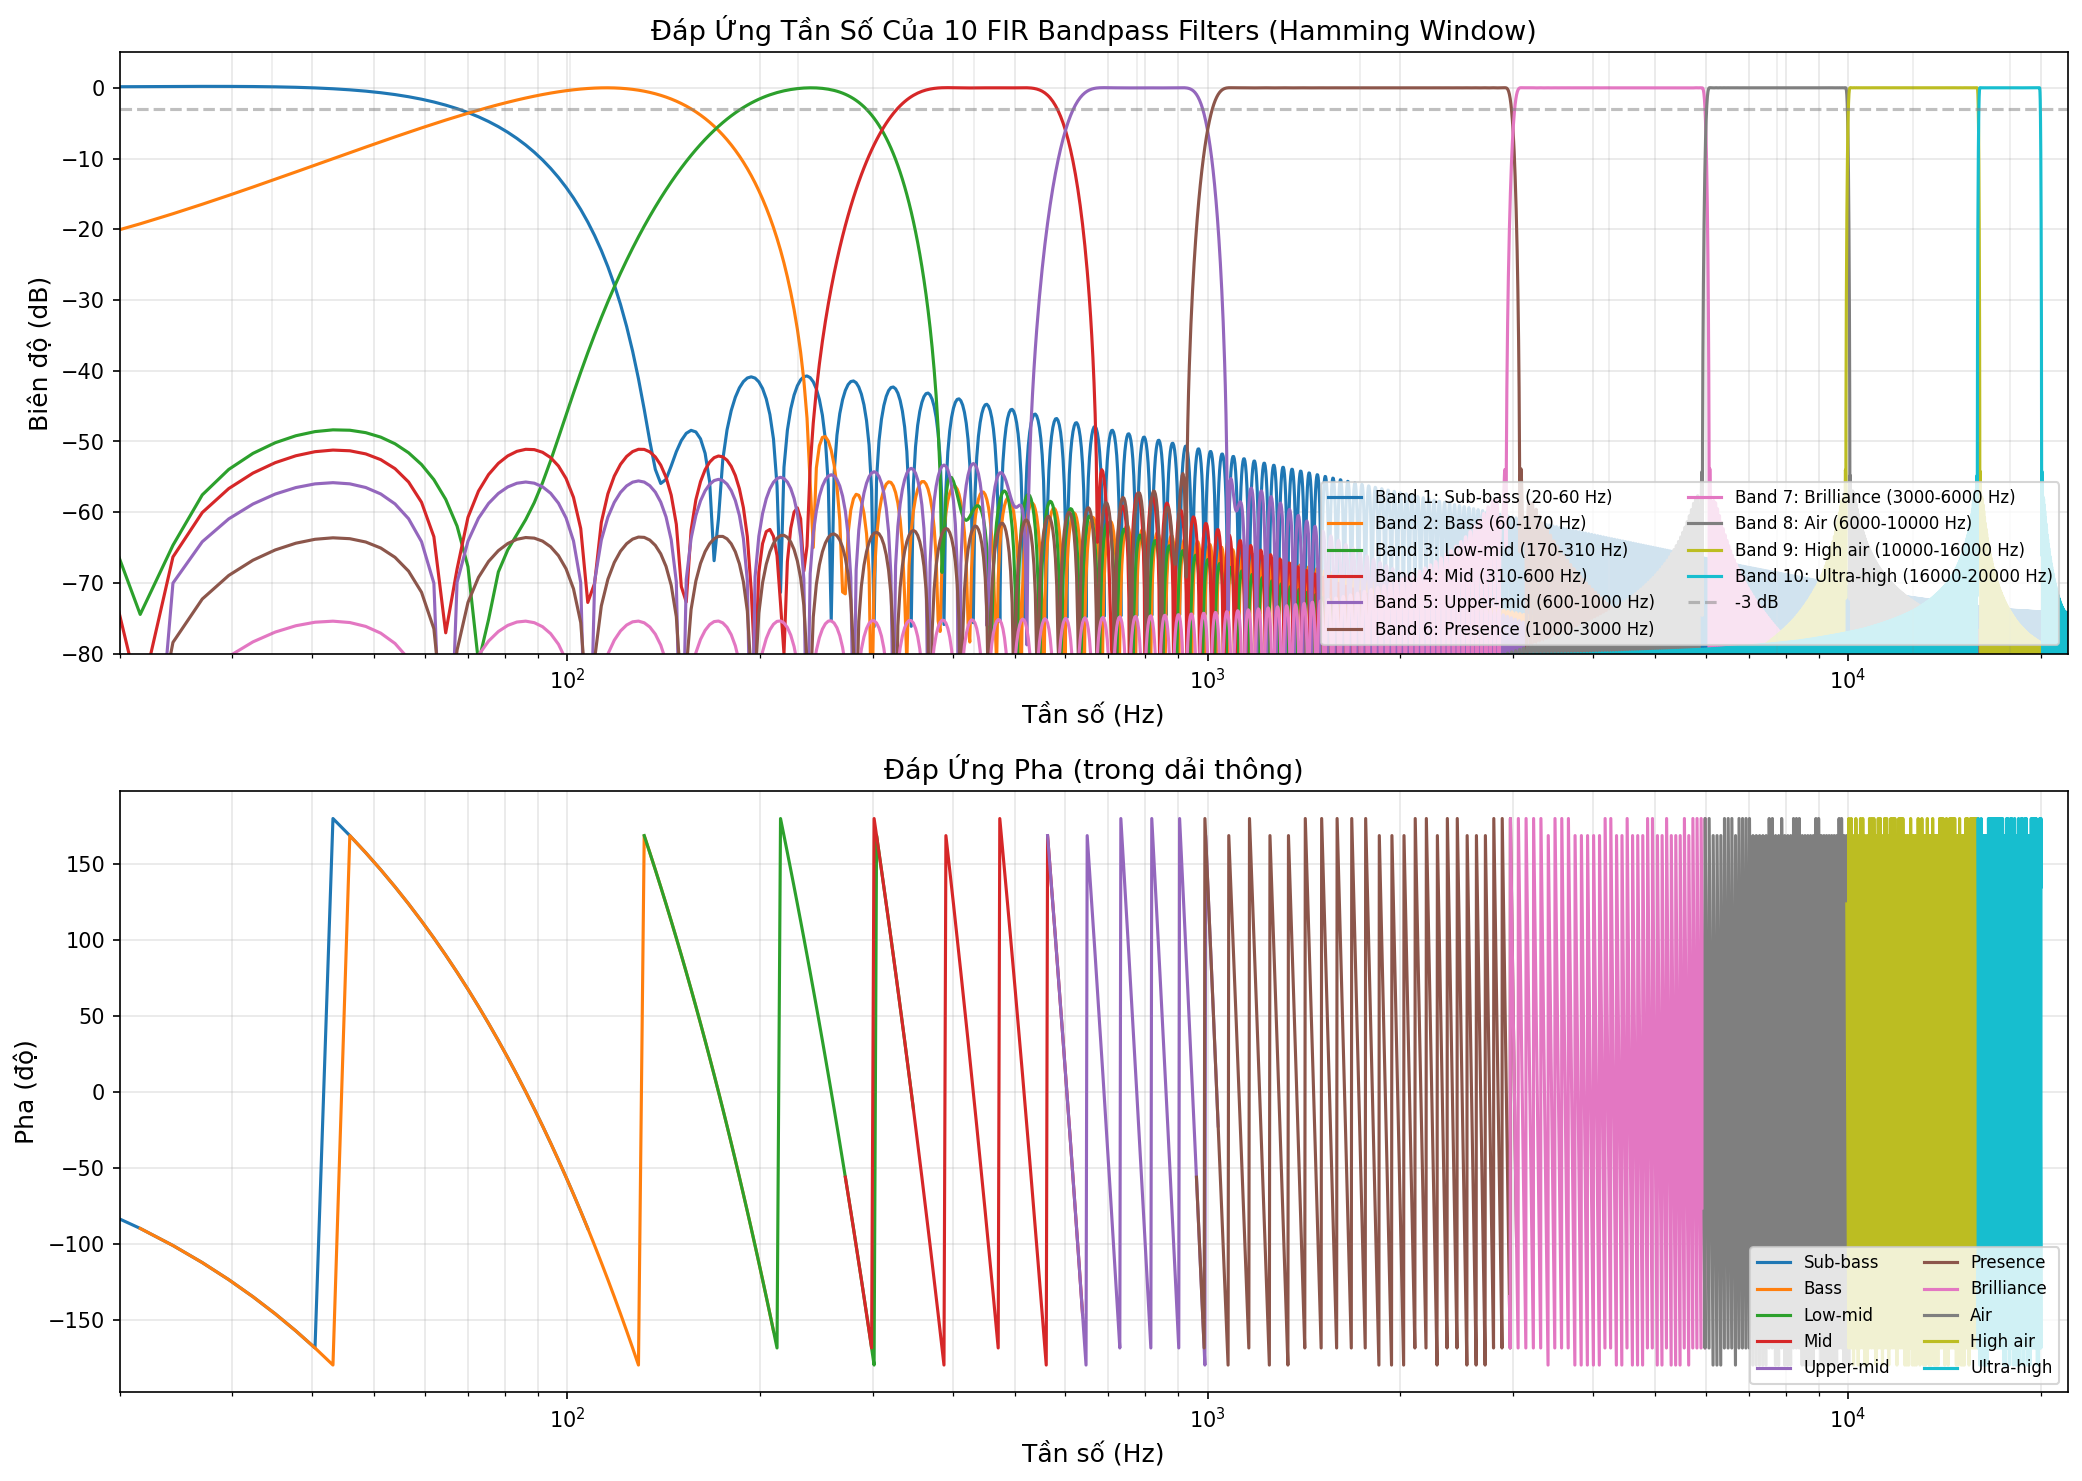 Đáp Ứng Tần Số Của 10 FIR Bandpass Filters (Hamming Window)
0
−10
−20
−30
−40
−50
−60
−70
−80
Biên độ (dB)
Band 1: Sub-bass (20-60 Hz)
Band 2: Bass (60-170 Hz)
Band 3: Low-mid (170-310 Hz)
Band 4: Mid (310-600 Hz)
Band 5: Upper-mid (600-1000 Hz)
Band 6: Presence (1000-3000 Hz)
Band 7: Brilliance (3000-6000 Hz)
Band 8: Air (6000-10000 Hz)
Band 9: High air (10000-16000 Hz)
Band 10: Ultra-high (16000-20000 Hz)
-3 dB
10² 10³ 10⁴
Tần số (Hz)
Đáp Ứng Pha (trong dải thông)
150
100
50
0
−50
−100
−150
Pha (độ)
Sub-bass
Bass
Low-mid
Mid
Upper-mid
Presence
Brilliance
Air
High air
Ultra-high
10² 10³ 10⁴
Tần số (Hz)